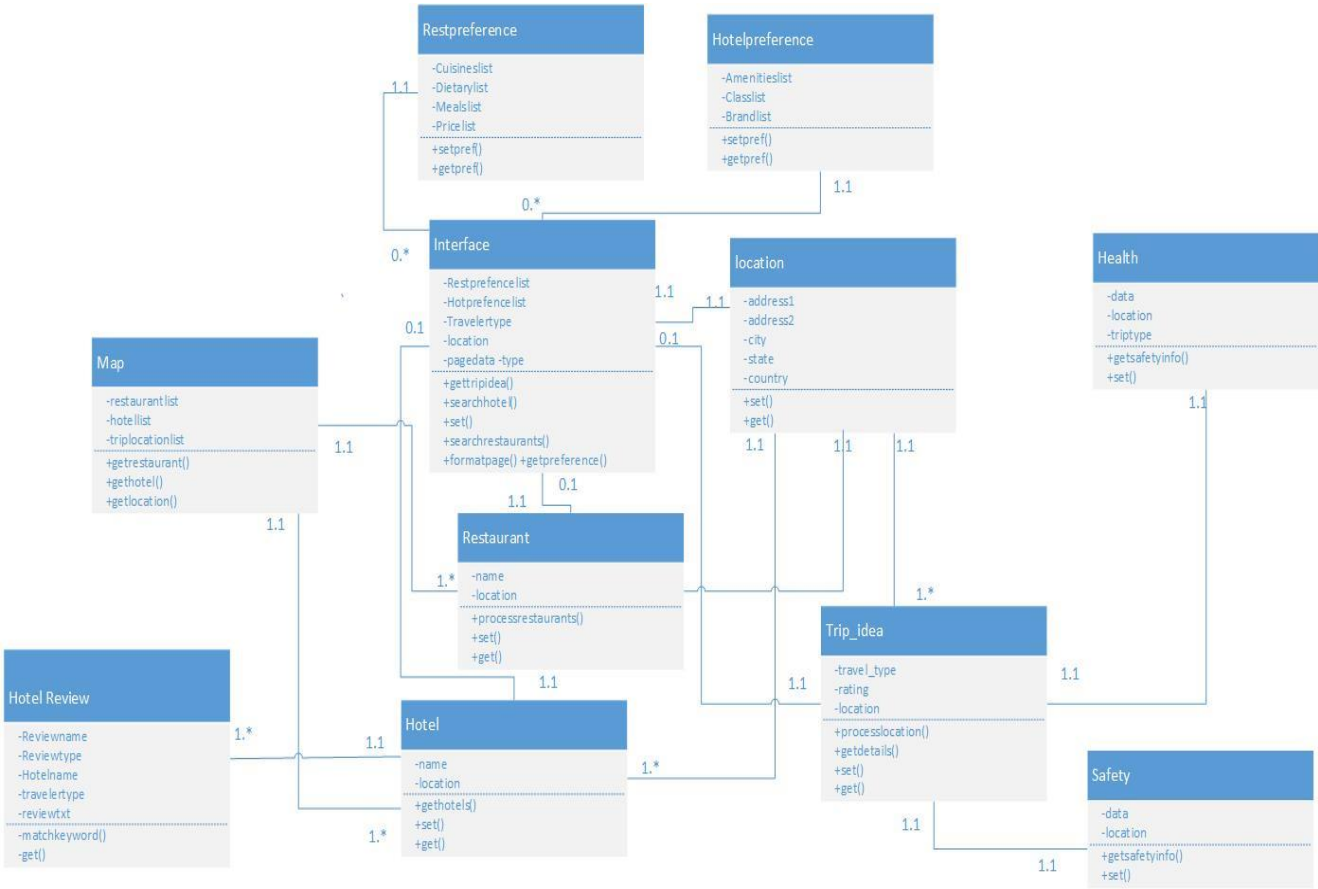 Restpreference
-Cuisineslist
-Dietarylist
-Mealslist
-Pricelist
+setpref()
+getpref()
Hotelpreference
-Amenitieslist
-Classlist
-Brandlist
+setpref()
+getpref()
1.1
1.1
0.*
0.*
Interface
-Restprefencelist
-Hotprefencelist
-Travelertype
-location
-pagedata -type
+gettripidea()
+searchhotel()
+set()
+searchrestaurants()
+formatpage() +getpreference()
1.1
1.1
0.1
0.1
location
-address1
-address2
-city
-state
-country
+set()
+get()
1.1
1.1
1.1
Health
-data
-location
-triptype
+getsafetyinfo()
+set()
1.1
Map
-restaurantlist
-hotellist
-triplocationlist
+getrestaurant()
+gethotel()
+getlocation()
1.1
1.1
0.1
1.1
Restaurant
-name
-location
+processrestaurants()
+set()
+get()
1.*
1.*
Trip_idea
-travel_type
-rating
-location
+processlocation()
+getdetails()
+set()
+get()
1.1
1.1
1.1
Hotel Review
-Reviewname
-Reviewtype
-Hotelname
-travelertype
-reviewtxt
-matchkeyword()
-get()
1.*
1.1
Hotel
-name
-location
+gethotels()
+set()
+get()
1.*
1.*
1.1
1.1
Safety
-data
-location
+getsafetyinfo()
+set()